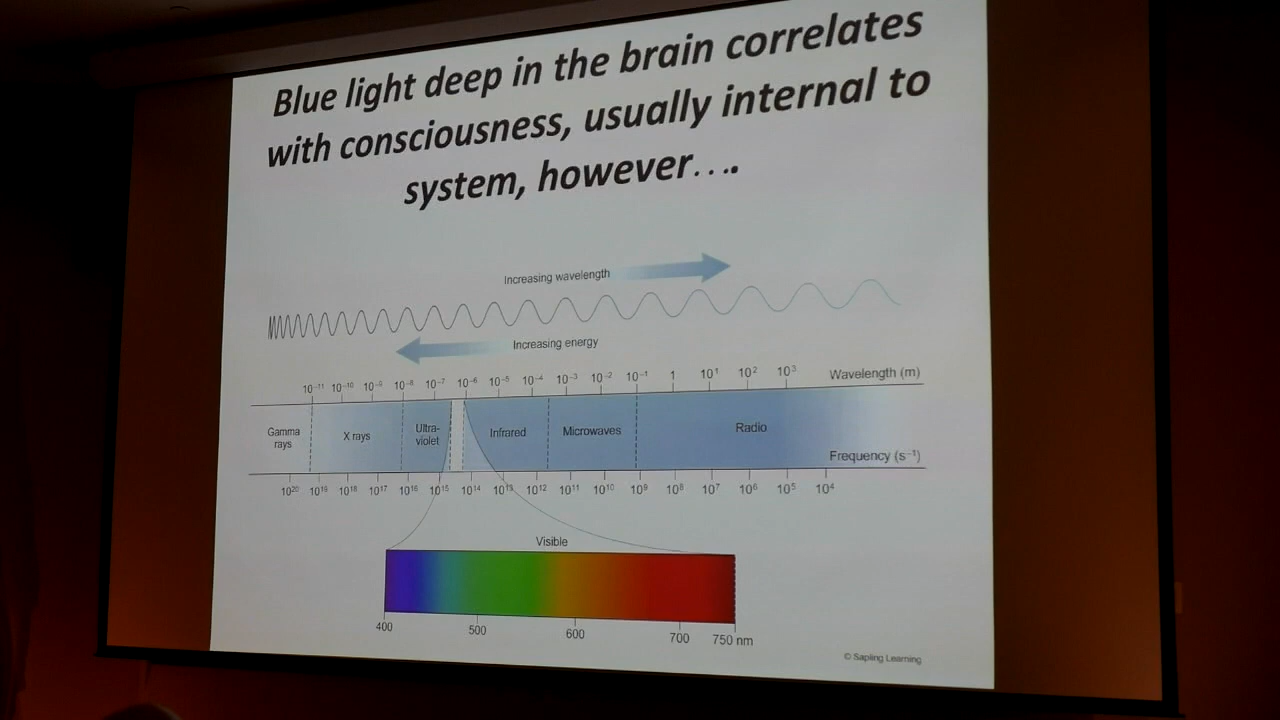 Blue light deep in the brain correlates
with consciousness, usually internal to
system, however….
Increasing wavelength
Increasing energy
10⁻¹¹ 10⁻¹⁰ 10⁻⁹ 10⁻⁸ 10⁻⁷ 10⁻⁶ 10⁻⁵ 10⁻⁴ 10⁻³ 10⁻² 10⁻¹ 1 10¹ 10² 10³ Wavelength (m)
Gamma
rays
X rays
Ultra-
violet
Infrared
Microwaves
Radio
Frequency (s⁻¹)
10²⁰ 10¹⁹ 10¹⁸ 10¹⁷ 10¹⁶ 10¹⁵ 10¹⁴ 10¹³ 10¹² 10¹¹ 10¹⁰ 10⁹ 10⁸ 10⁷ 10⁶ 10⁵ 10⁴
Visible
400 500 600 700 750 nm
© Sapling Learning